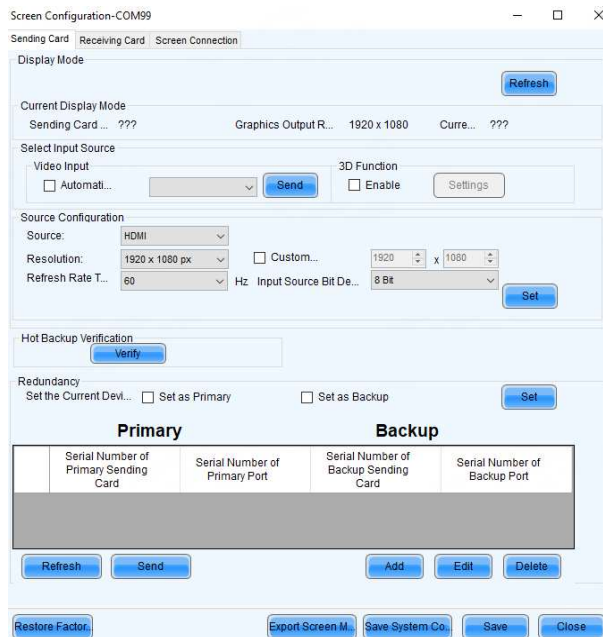 Screen Configuration-COM99
Sending Card Receiving Card Screen Connection
Display Mode
Refresh
Current Display Mode
Sending Card ... ??? Graphics Output R... 1920 x 1080 Curre... ???
Select Input Source
Video Input 3D Function
Automati... Send Enable Settings
Source Configuration
Source: HDMI
Resolution: 1920 x 1080 px Custom... 1920 x 1080
Refresh Rate T... 60 Hz Input Source Bit De... 8 Bit
Set
Hot Backup Verification
Verify
Redundancy
Set the Current Devi... Set as Primary Set as Backup Set
Primary Backup
Serial Number of Primary Sending Card Serial Number of Primary Port Serial Number of Backup Sending Card Serial Number of Backup Port
Refresh Send Add Edit Delete
Restore Factor.. Export Screen M.. Save System Co.. Save Close